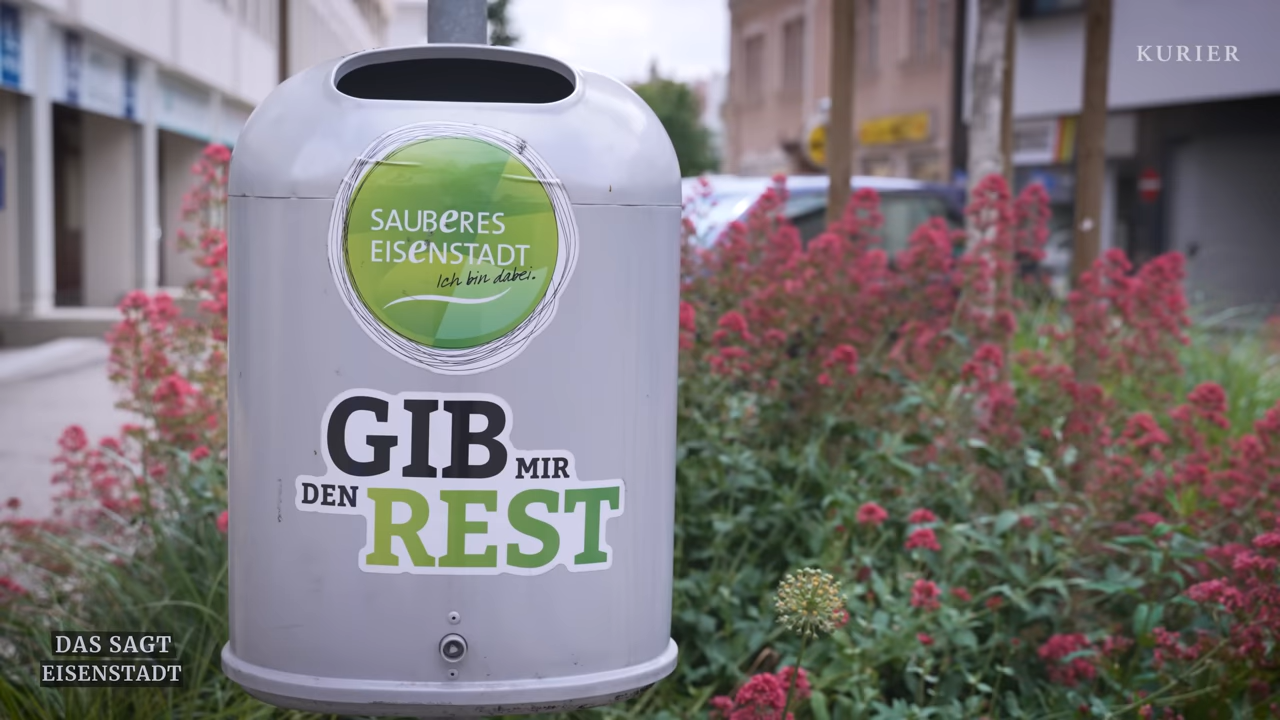 KURIER
SAUBeRES
EISeNSTADT
Ich bin dabei.
GIB MIR
DEN REST
DAS SAGT
EISENSTADT